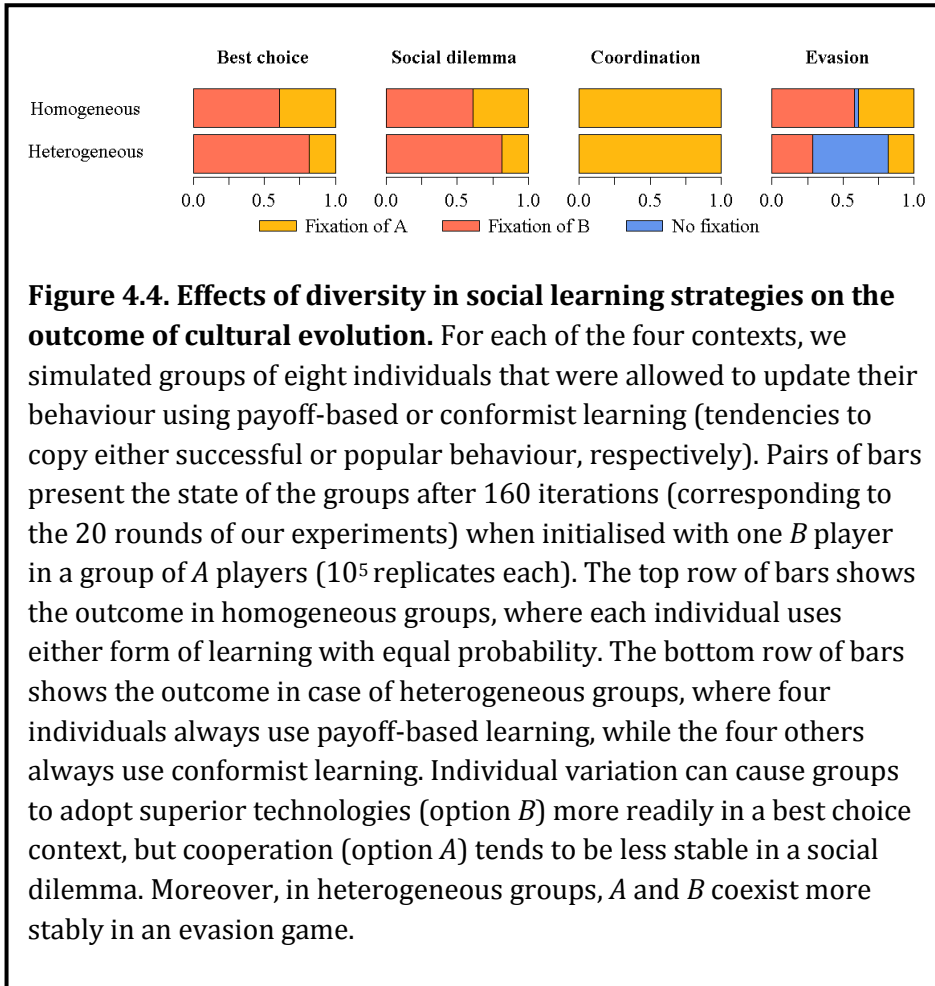 Best choice Social dilemma Coordination Evasion
Homogeneous
Heterogeneous
0.0 0.5 1.0 0.0 0.5 1.0 0.0 0.5 1.0 0.0 0.5 1.0
Fixation of A Fixation of B No fixation
Figure 4.4. Effects of diversity in social learning strategies on the
outcome of cultural evolution. For each of the four contexts, we
simulated groups of eight individuals that were allowed to update their
behaviour using payoff-based or conformist learning (tendencies to
copy either successful or popular behaviour, respectively). Pairs of bars
present the state of the groups after 160 iterations (corresponding to
the 20 rounds of our experiments) when initialised with one B player
in a group of A players (10⁵ replicates each). The top row of bars shows
the outcome in homogeneous groups, where each individual uses
either form of learning with equal probability. The bottom row of bars
shows the outcome in case of heterogeneous groups, where four
individuals always use payoff-based learning, while the four others
always use conformist learning. Individual variation can cause groups
to adopt superior technologies (option B) more readily in a best choice
context, but cooperation (option A) tends to be less stable in a social
dilemma. Moreover, in heterogeneous groups, A and B coexist more
stably in an evasion game.